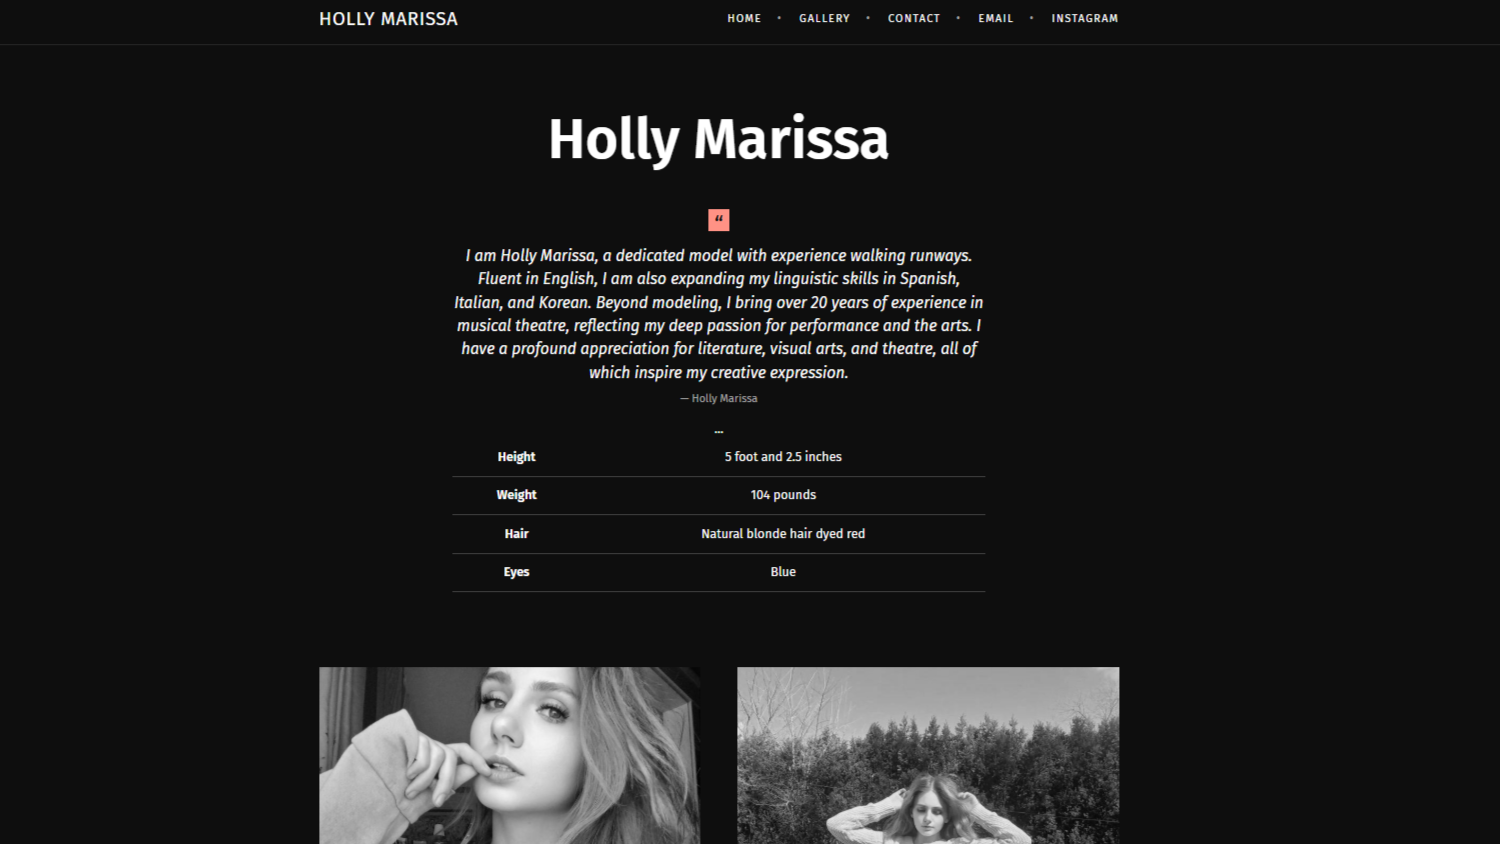 HOLLY MARISSA
HOME • GALLERY • CONTACT • EMAIL • INSTAGRAM
Holly Marissa
“
I am Holly Marissa, a dedicated model with experience walking runways.
Fluent in English, I am also expanding my linguistic skills in Spanish,
Italian, and Korean. Beyond modeling, I bring over 20 years of experience in
musical theatre, reflecting my deep passion for performance and the arts. I
have a profound appreciation for literature, visual arts, and theatre, all of
which inspire my creative expression.
— Holly Marissa
...
Height 5 foot and 2.5 inches
Weight 104 pounds
Hair Natural blonde hair dyed red
Eyes Blue